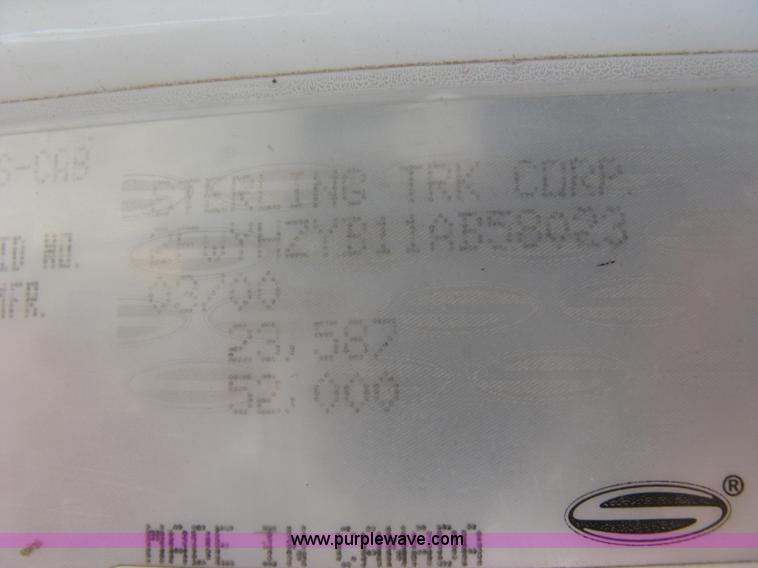 S-CAB STERLING TRK CORP.
ID NO. 2FWYHZYB11AB58023
MFR. 03/00
23,587
52,000
MADE IN CANADA
®
www.purplewave.com